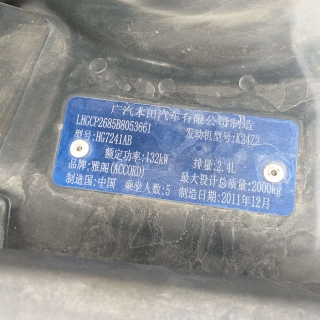 广汽本田汽车有限公司制造
LHGCP2685B8053661
型号:HG7241AB 发动机型号:K24Z3
额定功率:132kW 排量:2.4L
品牌:雅阁(ACCORD) 最大设计总质量:2000kg
制造国:中国 乘坐人数:5 制造日期:2011年12月